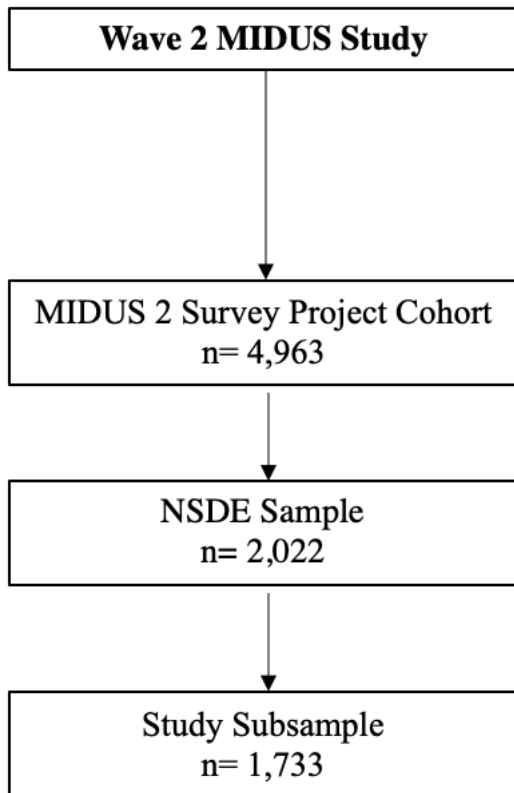 Wave 2 MIDUS Study
MIDUS 2 Survey Project Cohort
n= 4,963
NSDE Sample
n= 2,022
Study Subsample
n= 1,733